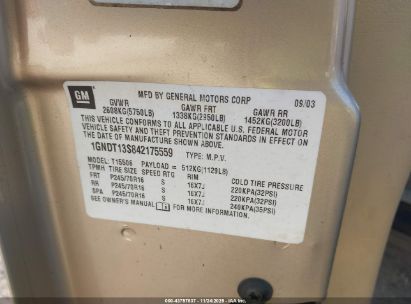 GM
MFD BY GENERAL MOTORS CORP 09/03
GVWR GAWR FRT GAWR RR
2608KG(5750LB) 1338KG(2950LB) 1452KG(3200LB)
THIS VEHICLE CONFORMS TO ALL APPLICABLE U.S. FEDERAL MOTOR
VEHICLE SAFETY AND THEFT PREVENTION STANDARDS IN EFFECT ON
THE DATE OF MANUFACTURE SHOWN ABOVE.
1GNDT13S842175559 TYPE: M.P.V.
MODEL: T15506 PAYLOAD = 512KG(1129LB)
TPMH TIRE SIZE SPEED RTG RIM COLD TIRE PRESSURE
FRT P245/70R16 S 16X7J 220KPA(32PSI)
RR P245/70R16 S 16X7J 220KPA(32PSI)
SPA P245/70R16 S 16X7J 240KPA(35PSI)
SEE OWNER'S MANUAL FOR MORE INFORMATION.